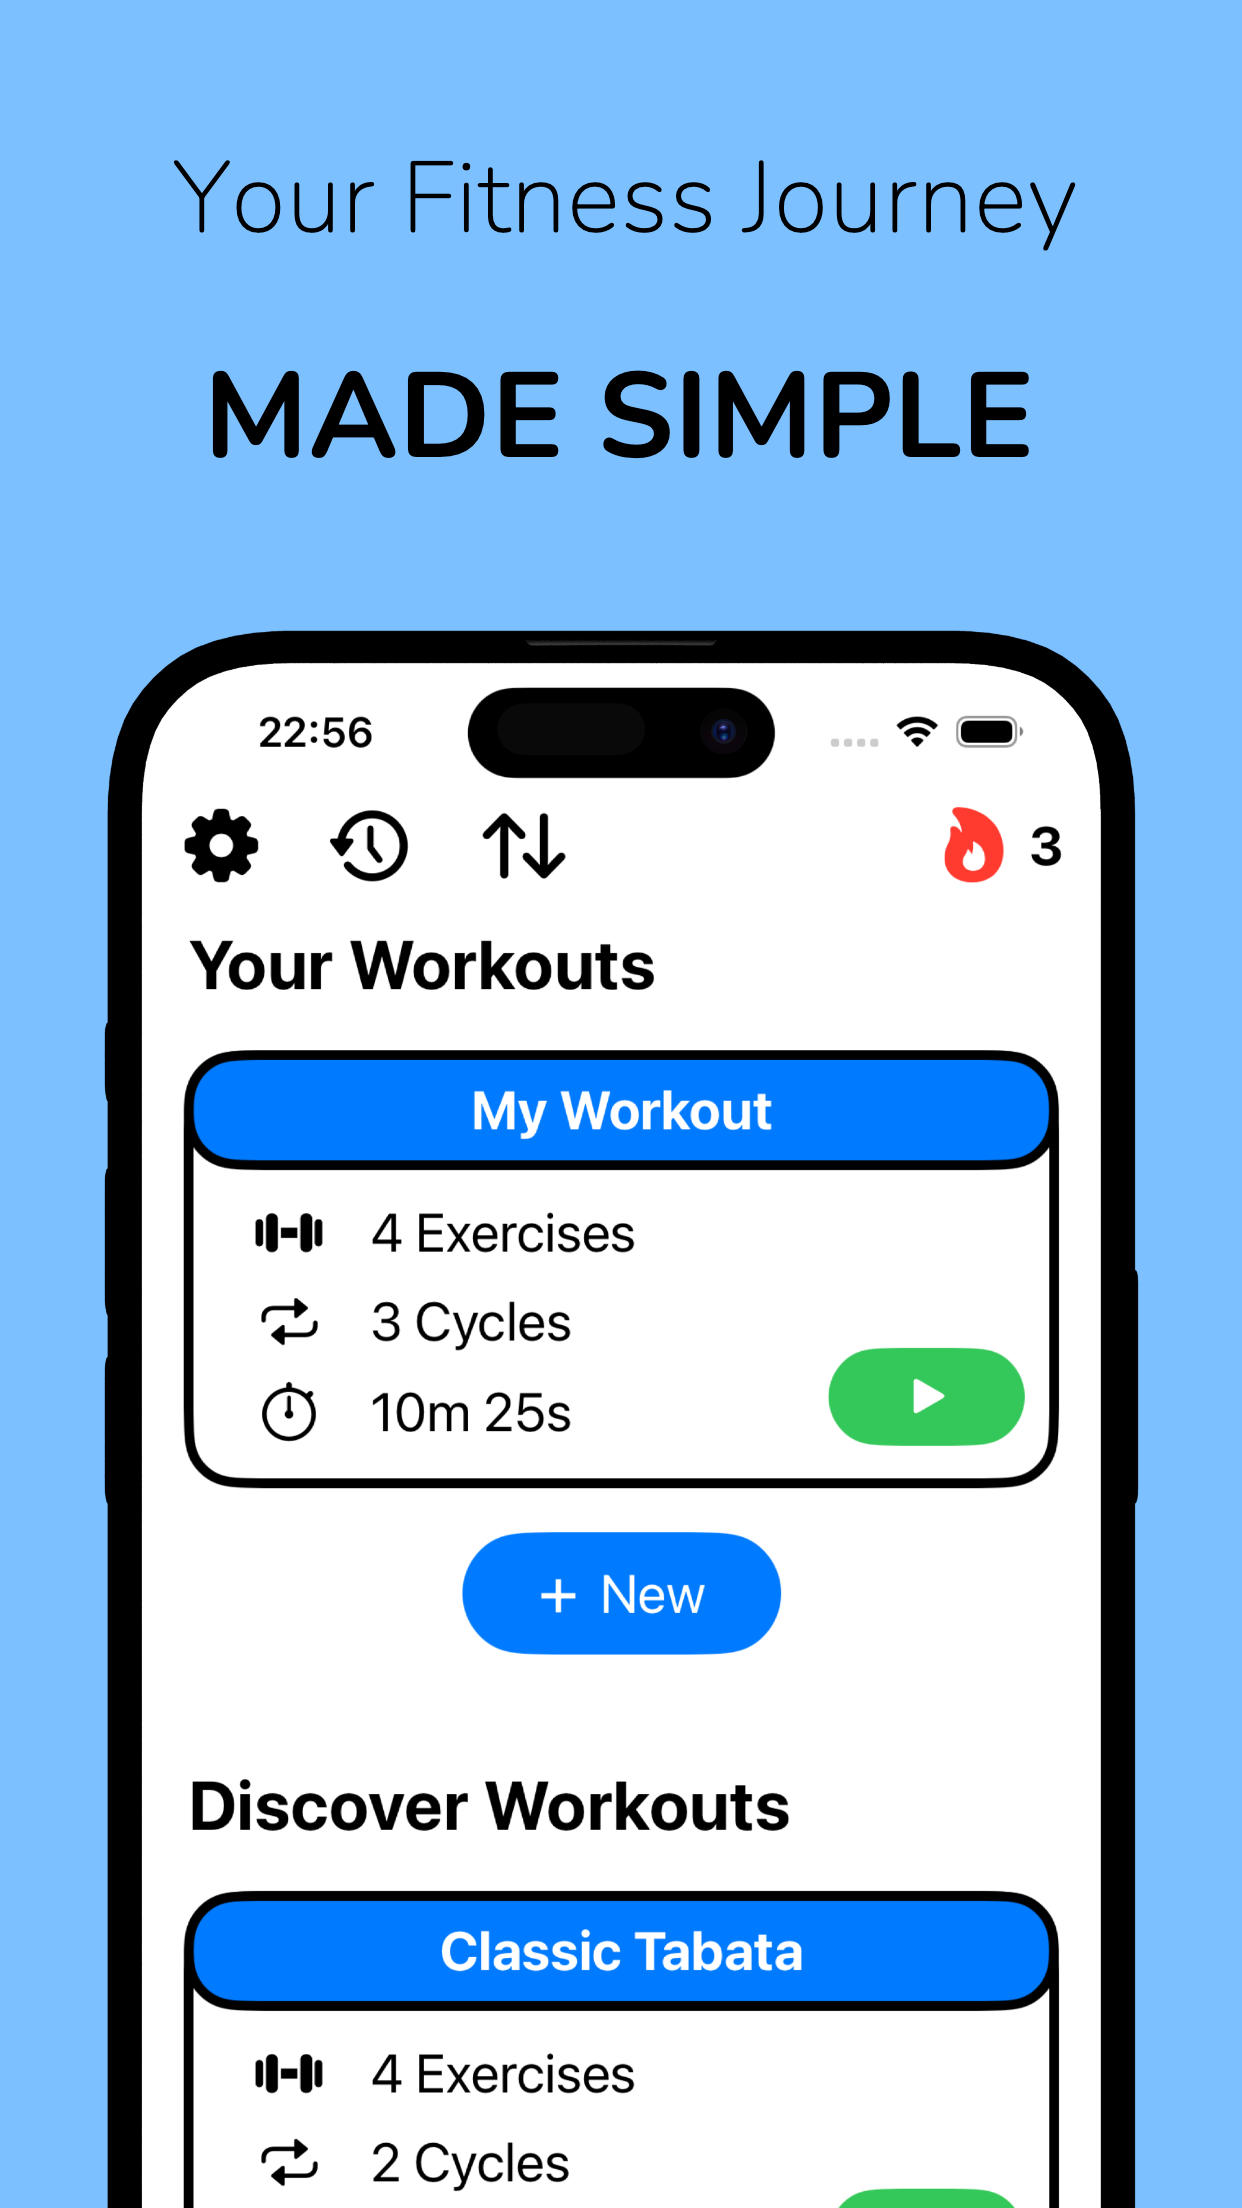 Your Fitness Journey
MADE SIMPLE
22:56
3
Your Workouts
My Workout
4 Exercises
3 Cycles
10m 25s
+ New
Discover Workouts
Classic Tabata
4 Exercises
2 Cycles